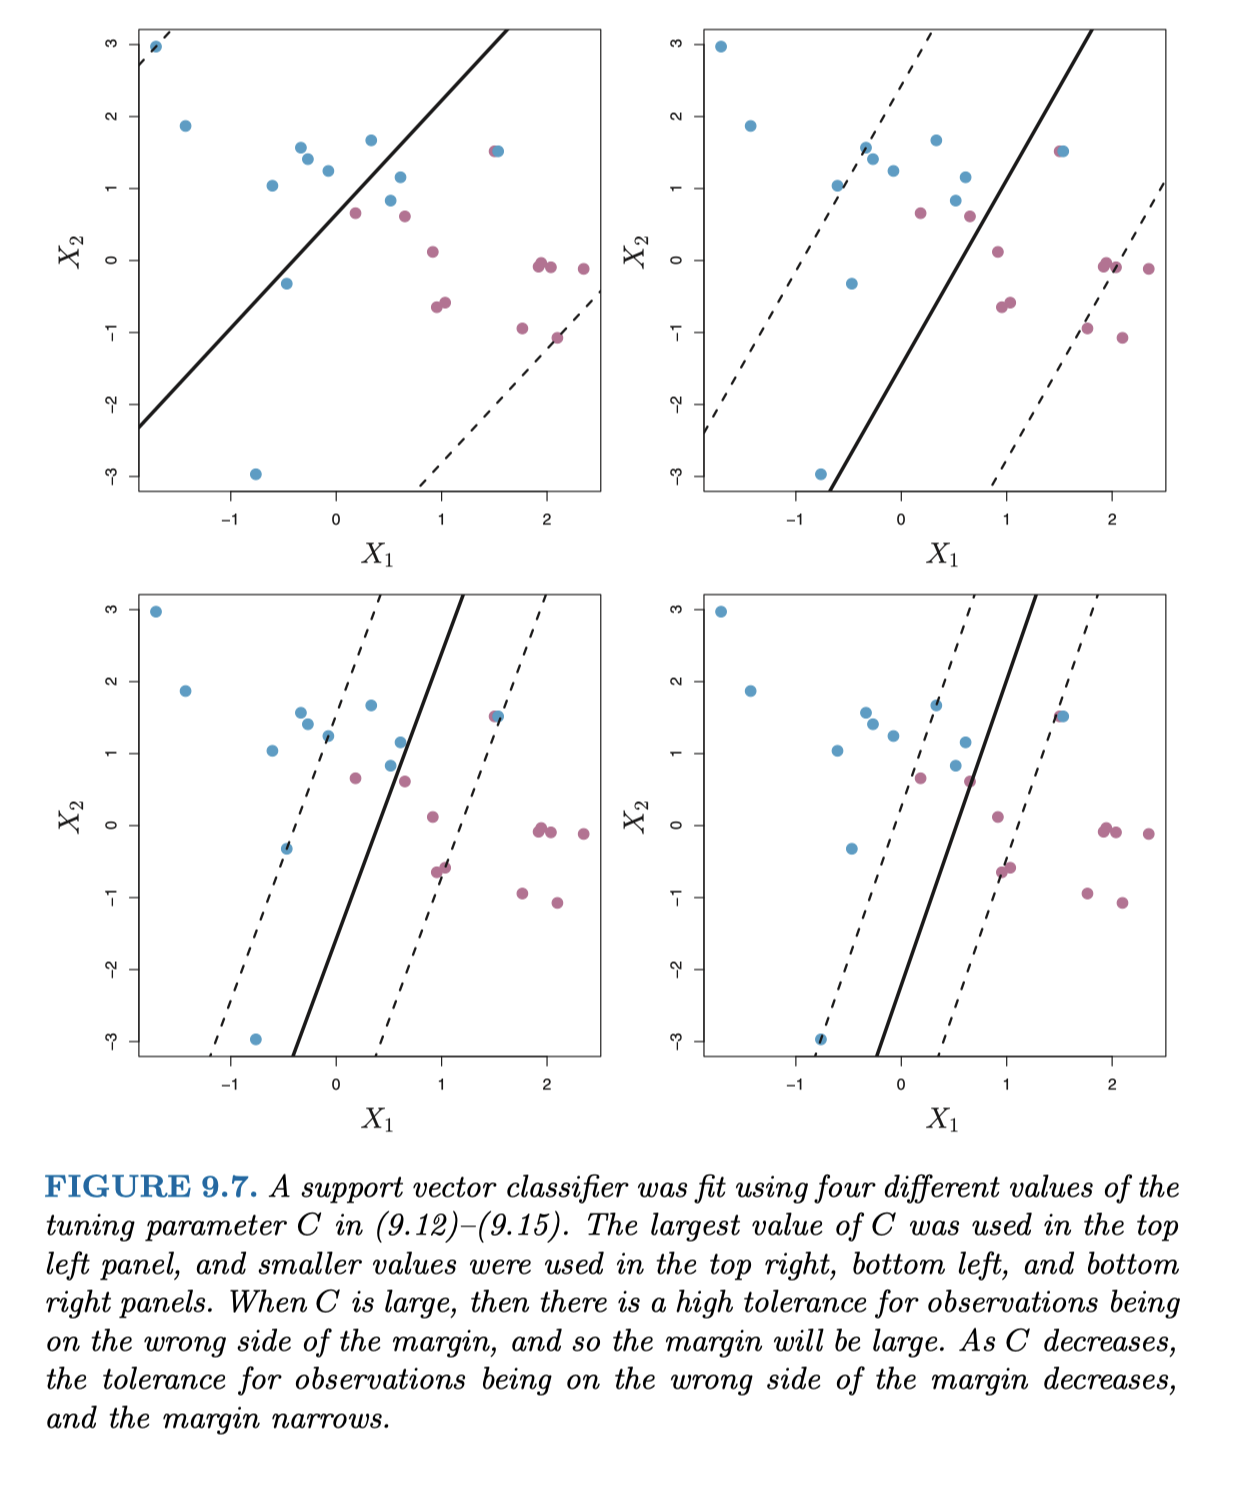 3
2
1
0
−1
−2
−3
X2
−1 0 1 2
X1
3
2
1
0
−1
−2
−3
X2
−1 0 1 2
X1
3
2
1
0
−1
−2
−3
X2
−1 0 1 2
X1
3
2
1
0
−1
−2
−3
X2
−1 0 1 2
X1
FIGURE 9.7. A support vector classifier was fit using four different values of the
tuning parameter C in (9.12)–(9.15). The largest value of C was used in the top
left panel, and smaller values were used in the top right, bottom left, and bottom
right panels. When C is large, then there is a high tolerance for observations being
on the wrong side of the margin, and so the margin will be large. As C decreases,
the tolerance for observations being on the wrong side of the margin decreases,
and the margin narrows.